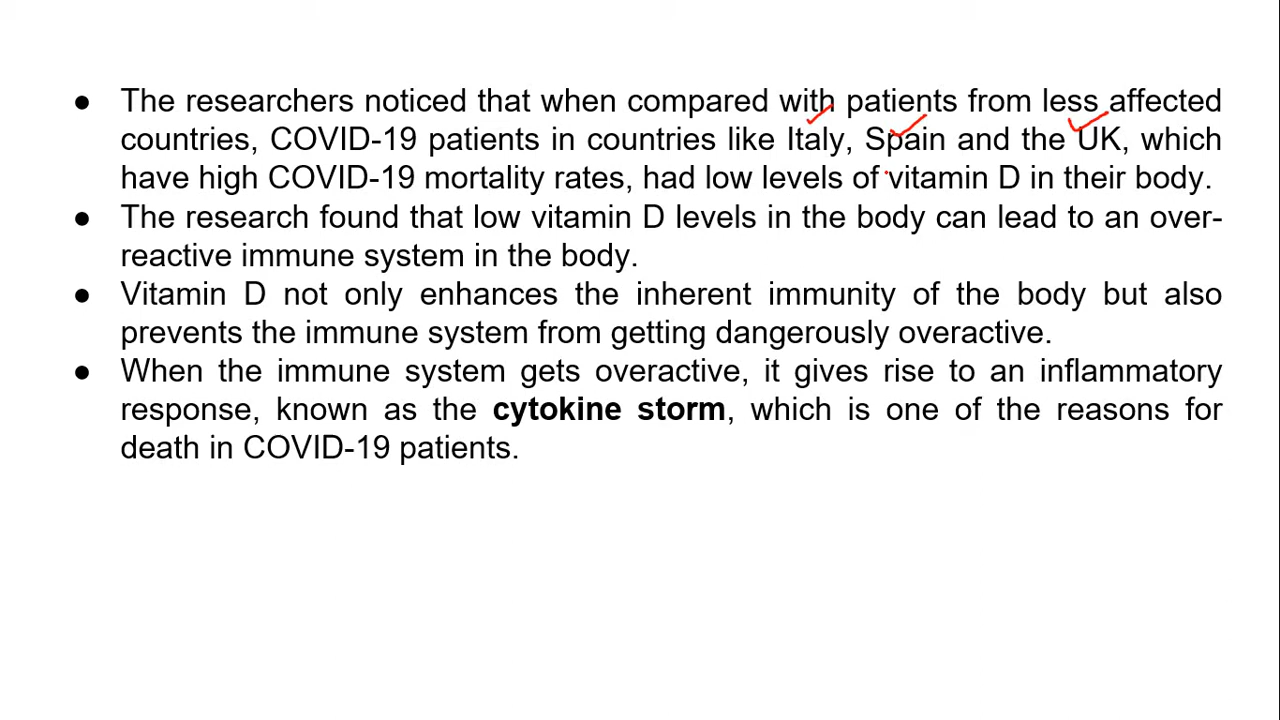 ● The researchers noticed that when compared with patients from less affected
countries, COVID-19 patients in countries like Italy, Spain and the UK, which
have high COVID-19 mortality rates, had low levels of vitamin D in their body.
● The research found that low vitamin D levels in the body can lead to an over-
reactive immune system in the body.
● Vitamin D not only enhances the inherent immunity of the body but also
prevents the immune system from getting dangerously overactive.
● When the immune system gets overactive, it gives rise to an inflammatory
response, known as the cytokine storm, which is one of the reasons for
death in COVID-19 patients.